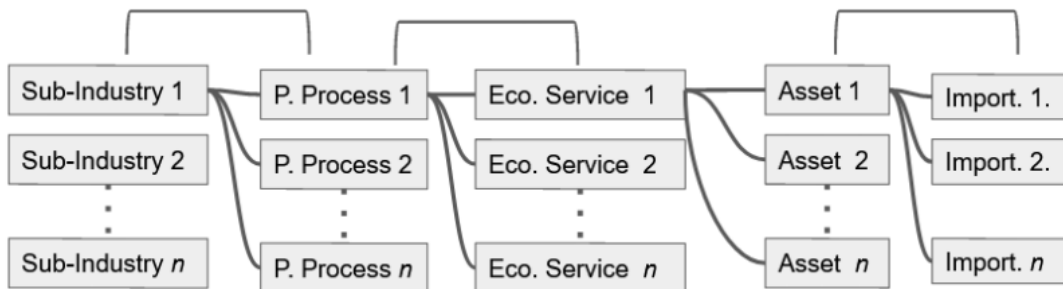 Sub-Industry 1
P. Process 1
Eco. Service 1
Asset 1
Import. 1.
Sub-Industry 2
P. Process 2
Eco. Service 2
Asset 2
Import. 2.
Sub-Industry n
P. Process n
Eco. Service n
Asset n
Import. n